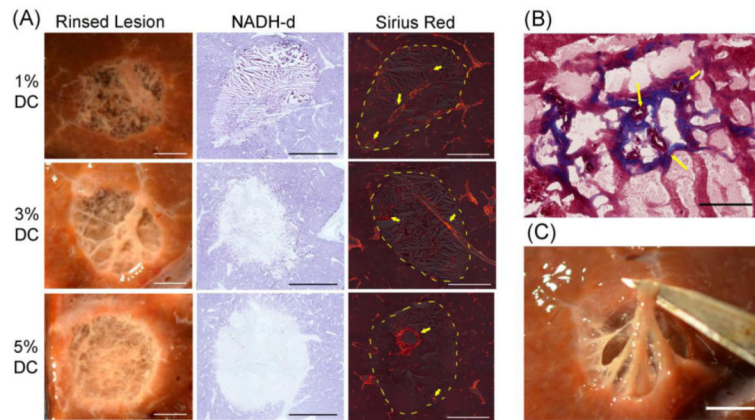 (A) Rinsed Lesion NADH-d Sirius Red
1%
DC
3%
DC
5%
DC
(B)
(C)